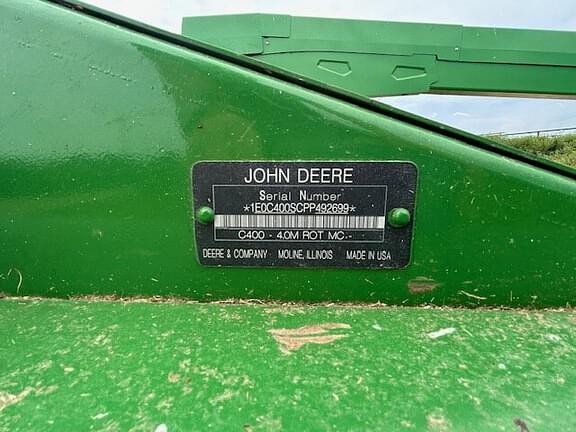 JOHN DEERE
Serial Number
*1E0C400SCPP492699*
C400 - 4.0M ROT MC--
DEERE & COMPANY MOLINE, ILLINOIS MADE IN USA